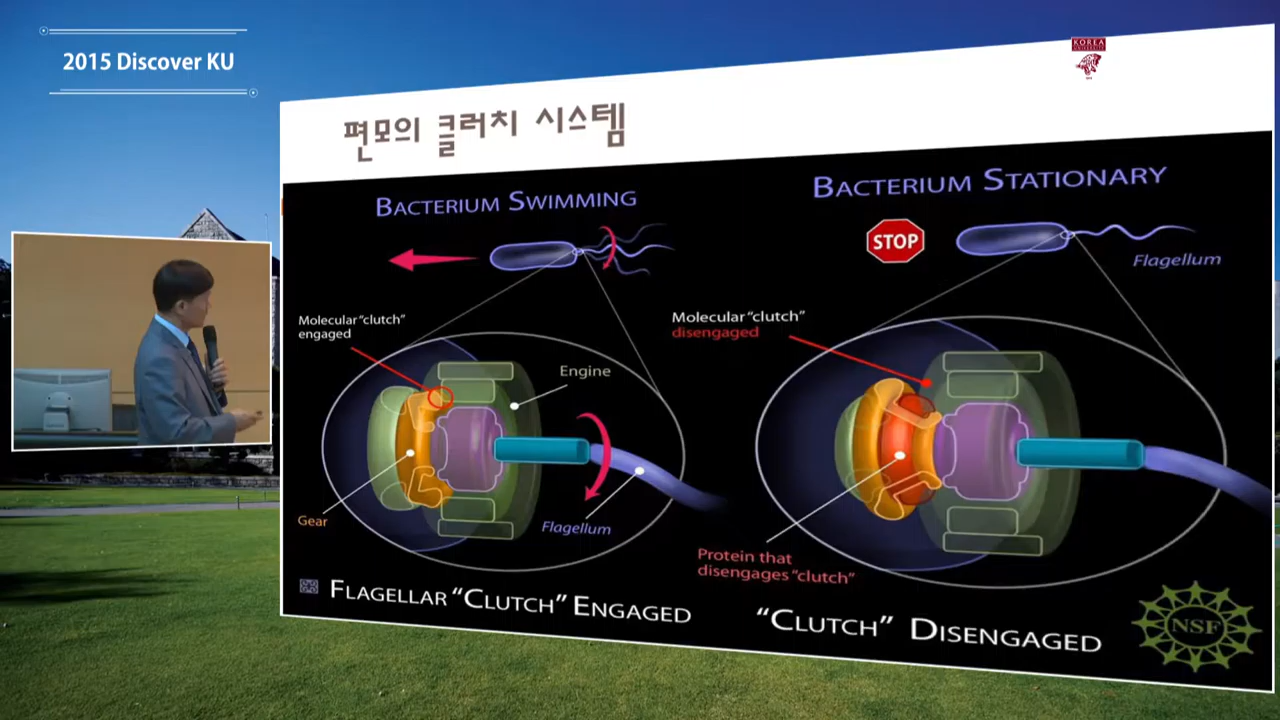 2015 Discover KU
KOREA
편모의 클러치 시스템
BACTERIUM SWIMMING
Molecular "clutch"
engaged
Engine
Gear
Flagellum
FLAGELLAR "CLUTCH" ENGAGED
BACTERIUM STATIONARY
STOP
Flagellum
Molecular "clutch"
disengaged
Protein that
disengages "clutch"
"CLUTCH" DISENGAGED
NSF